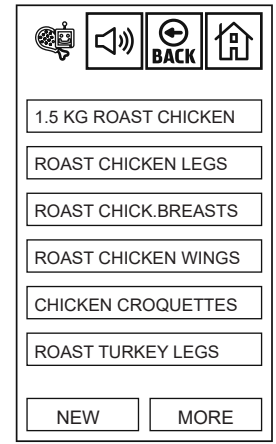 BACK
1.5 KG ROAST CHICKEN
ROAST CHICKEN LEGS
ROAST CHICK.BREASTS
ROAST CHICKEN WINGS
CHICKEN CROQUETTES
ROAST TURKEY LEGS
NEW MORE